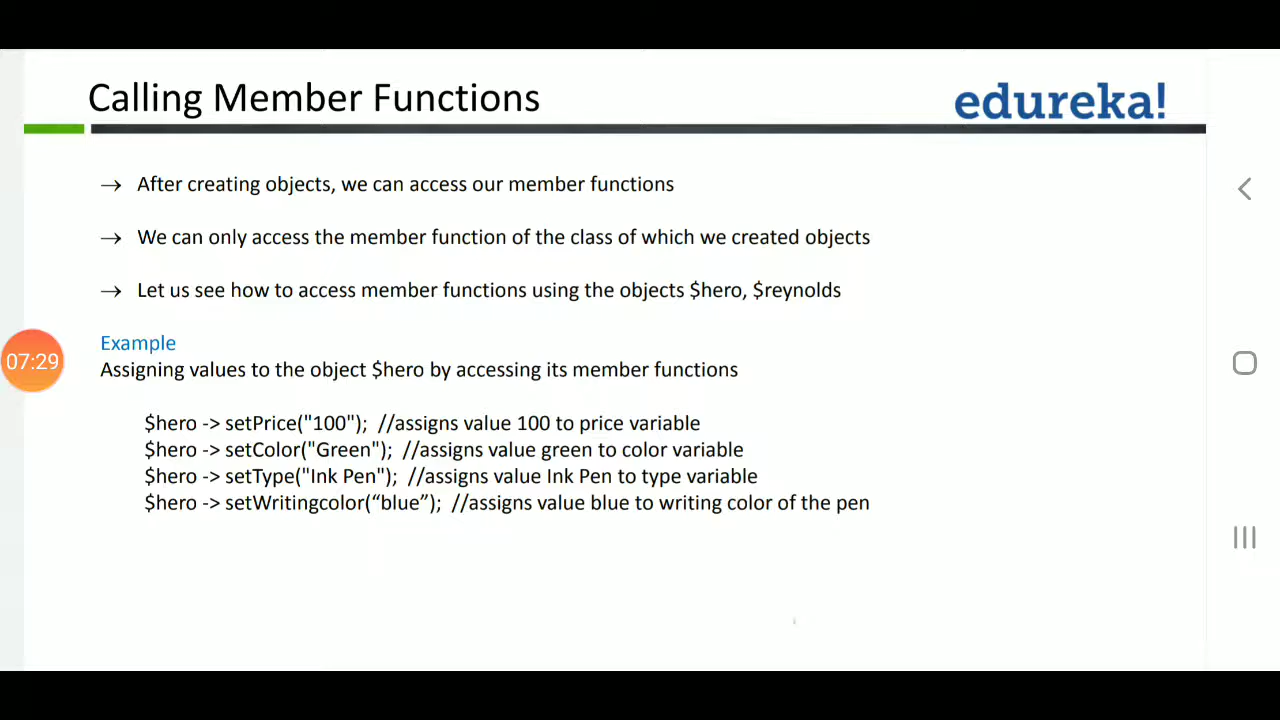 Calling Member Functions
edureka!
→ After creating objects, we can access our member functions
→ We can only access the member function of the class of which we created objects
→ Let us see how to access member functions using the objects $hero, $reynolds
07:29
Example
Assigning values to the object $hero by accessing its member functions
$hero -> setPrice("100"); //assigns value 100 to price variable
$hero -> setColor("Green"); //assigns value green to color variable
$hero -> setType("Ink Pen"); //assigns value Ink Pen to type variable
$hero -> setWritingcolor(“blue”); //assigns value blue to writing color of the pen